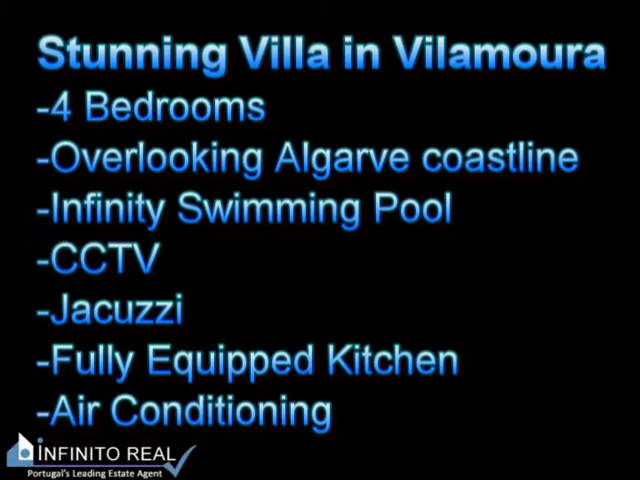 Stunning Villa in Vilamoura
-4 Bedrooms
-Overlooking Algarve coastline
-Infinity Swimming Pool
-CCTV
-Jacuzzi
-Fully Equipped Kitchen
-Air Conditioning
INFINITO REAL
Portugal's Leading Estate Agent